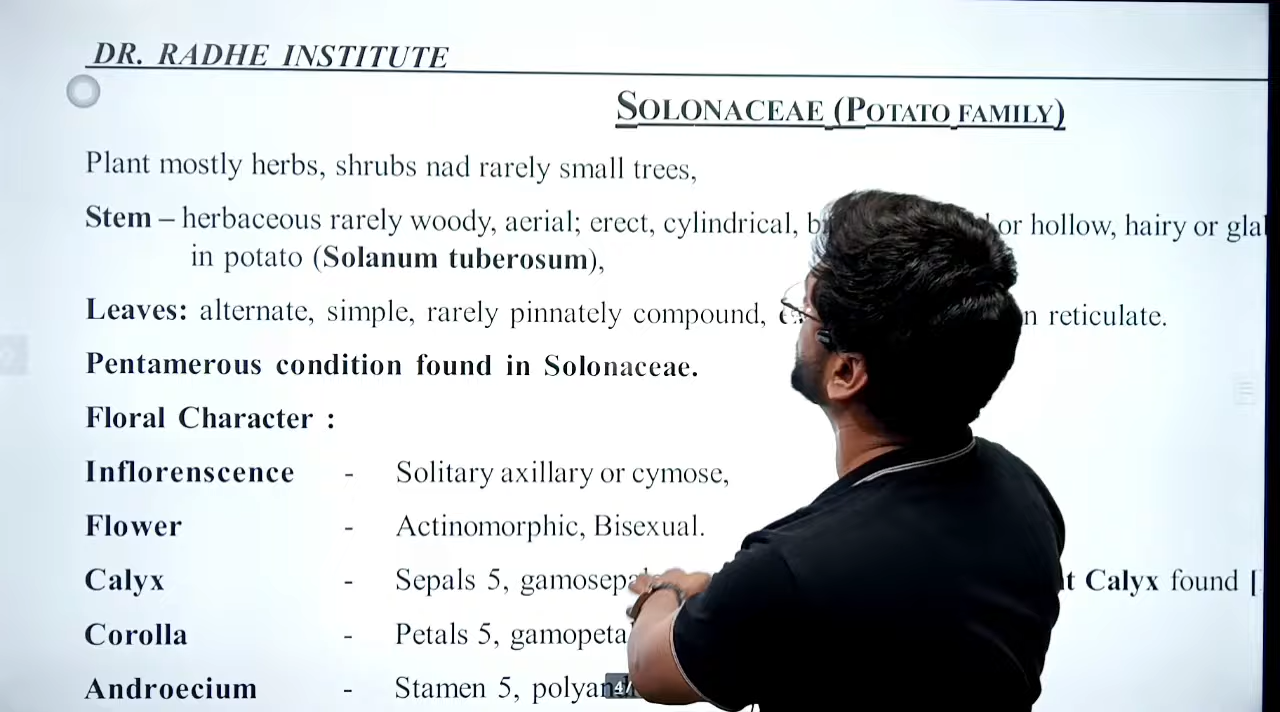 DR. RADHE INSTITUTE
SOLONACEAE (POTATO FAMILY)
Plant mostly herbs, shrubs nad rarely small trees,
Stem – herbaceous rarely woody, aerial; erect, cylindrical, or hollow, hairy or
in potato (Solanum tuberosum),
Leaves: alternate, simple, rarely pinnately compound, reticulate.
Pentamerous condition found in Solonaceae.
Floral Character :
Inflorenscence - Solitary axillary or cymose,
Flower - Actinomorphic, Bisexual.
Calyx - Sepals 5, Calyx found [
Corolla - Petals 5,
Androecium - Stamen 5,